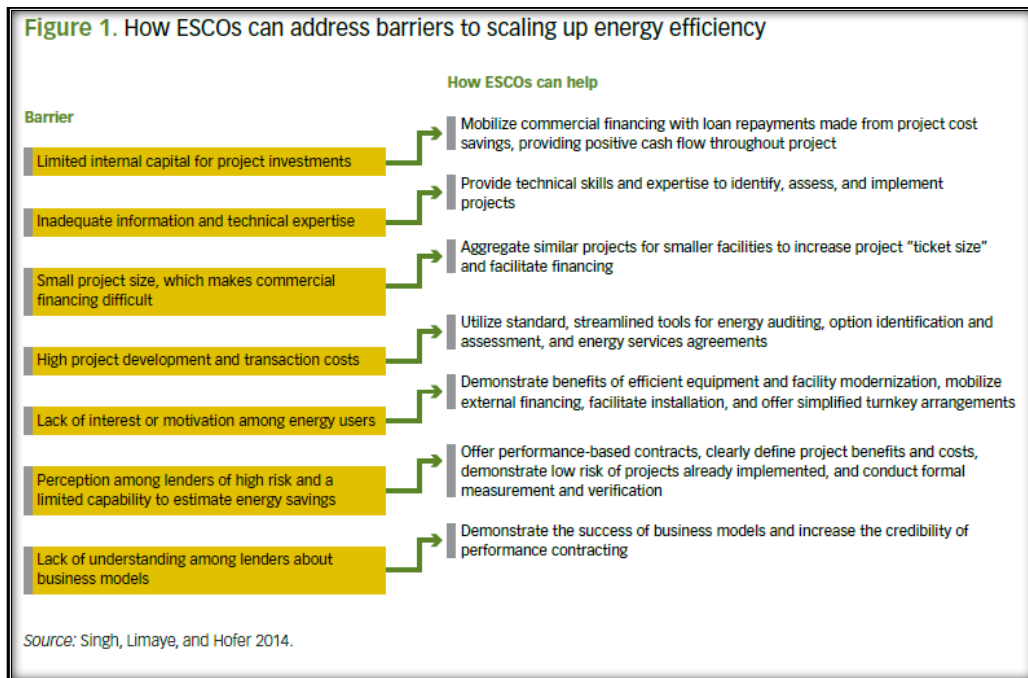 Figure 1. How ESCOs can address barriers to scaling up energy efficiency
How ESCOs can help
Barrier
Limited internal capital for project investments
Mobilize commercial financing with loan repayments made from project cost
savings, providing positive cash flow throughout project
Inadequate information and technical expertise
Provide technical skills and expertise to identify, assess, and implement
projects
Small project size, which makes commercial
financing difficult
Aggregate similar projects for smaller facilities to increase project "ticket size"
and facilitate financing
High project development and transaction costs
Utilize standard, streamlined tools for energy auditing, option identification and
assessment, and energy services agreements
Lack of interest or motivation among energy users
Demonstrate benefits of efficient equipment and facility modernization, mobilize
external financing, facilitate installation, and offer simplified turnkey arrangements
Perception among lenders of high risk and a
limited capability to estimate energy savings
Offer performance-based contracts, clearly define project benefits and costs,
demonstrate low risk of projects already implemented, and conduct formal
measurement and verification
Lack of understanding among lenders about
business models
Demonstrate the success of business models and increase the credibility of
performance contracting
Source: Singh, Limaye, and Hofer 2014.